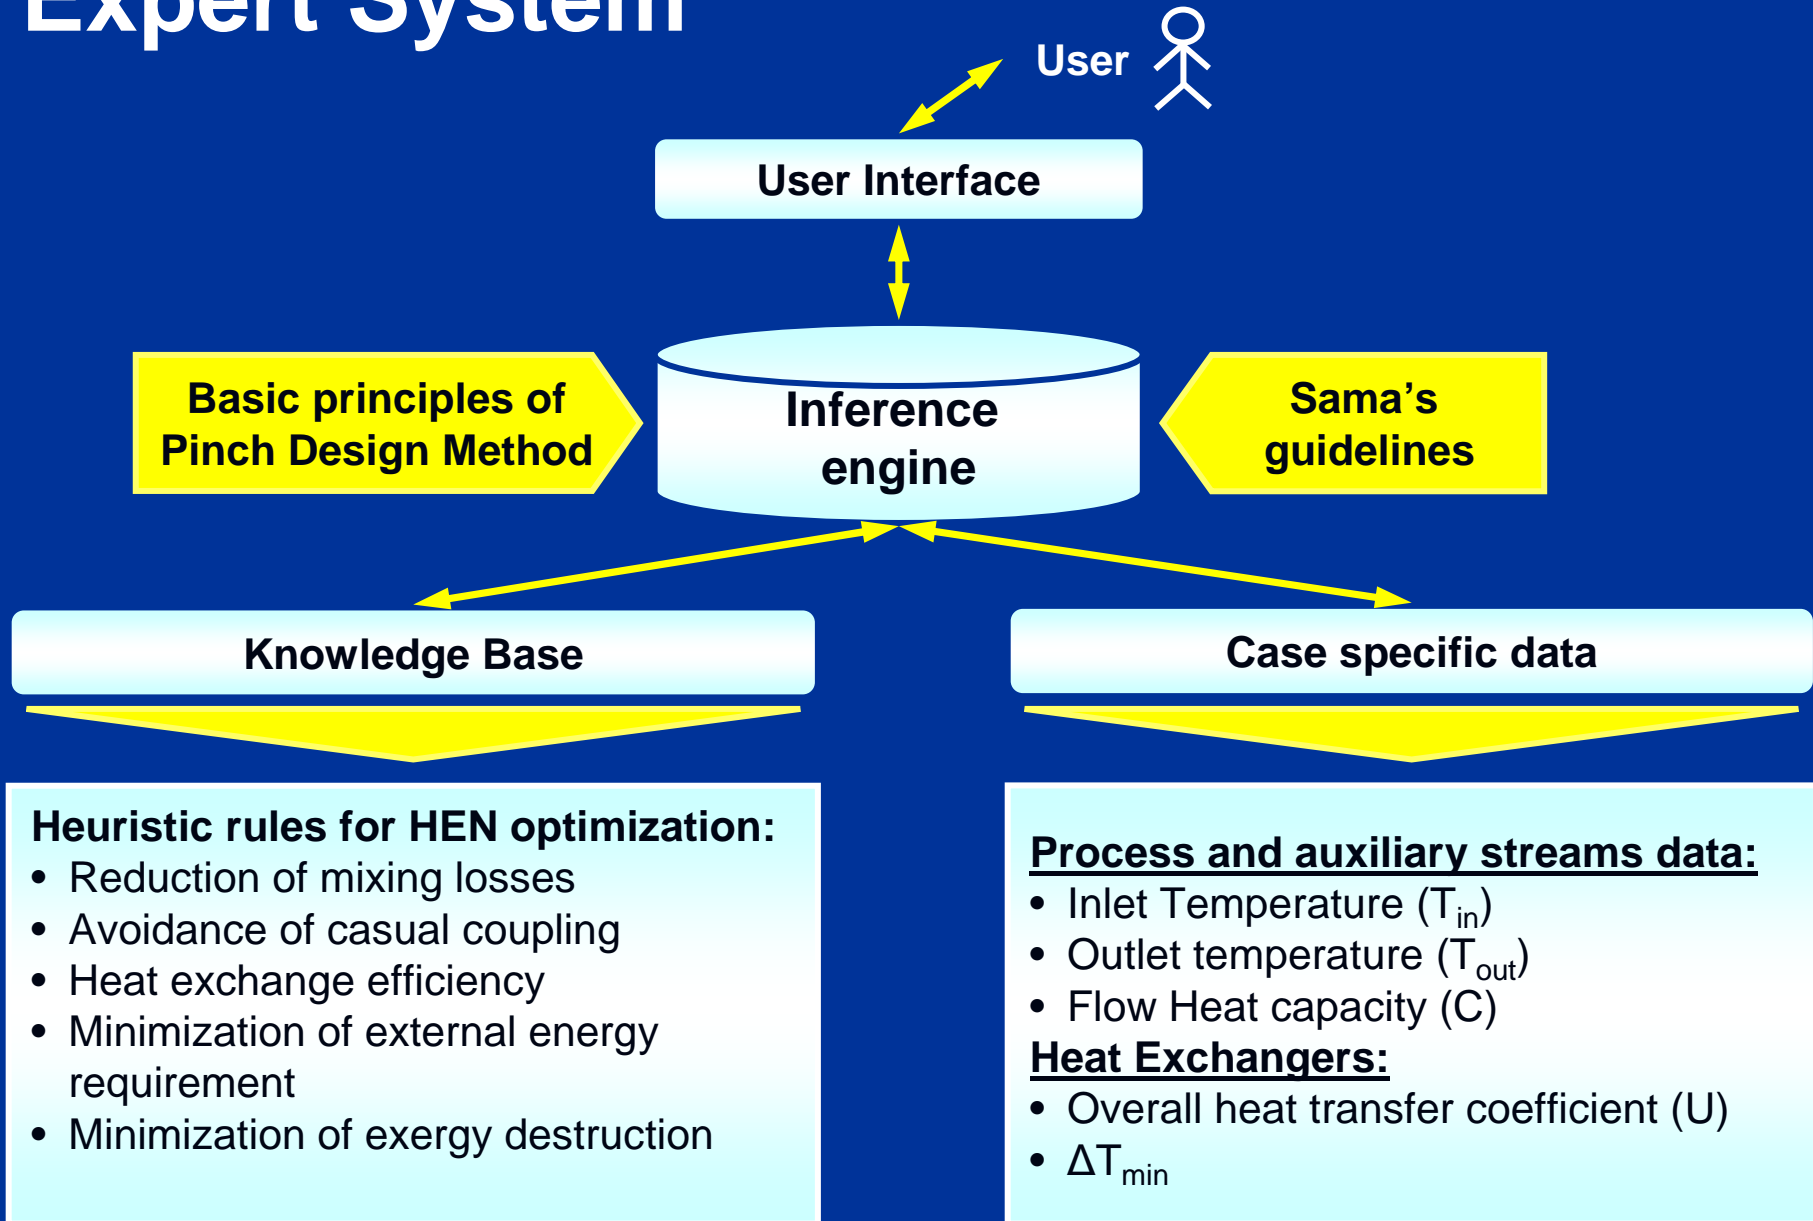 Expert System
User
User Interface
Basic principles of
Pinch Design Method
Inference
engine
Sama’s
guidelines
Knowledge Base
Case specific data
Heuristic rules for HEN optimization:
• Reduction of mixing losses
• Avoidance of casual coupling
• Heat exchange efficiency
• Minimization of external energy
requirement
• Minimization of exergy destruction
Process and auxiliary streams data:
• Inlet Temperature (T_in)
• Outlet temperature (T_out)
• Flow Heat capacity (C)
Heat Exchangers:
• Overall heat transfer coefficient (U)
• ΔT_min